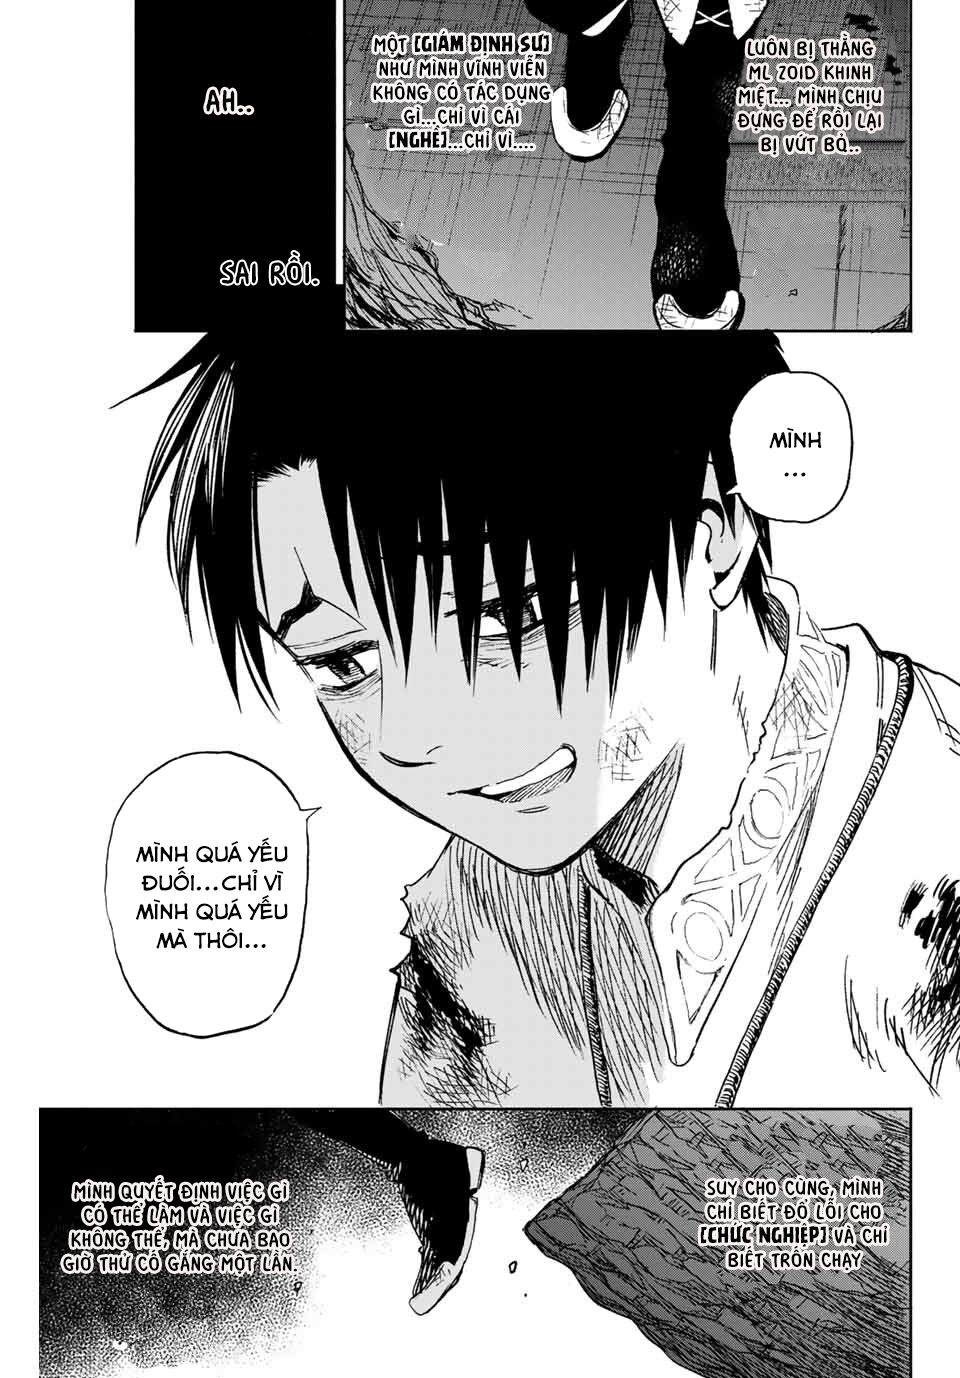 LUÔN BỊ THẰNG
ML ZOID KHINH
MIỆT... MÌNH CHỊU
ĐỰNG ĐỂ RỒI LẠI
BỊ VỨT BỎ..
MỘT [GIÁM ĐỊNH SƯ]
NHƯ MÌNH VĨNH VIỄN
KHÔNG CÓ TÁC DỤNG
GÌ...CHỈ VÌ CÁI
[NGHỀ]...CHỈ VÌ....
AH..
SAI RỒI.
MÌNH
...
MÌNH QUÁ YẾU
ĐUỐI...CHỈ VÌ
MÌNH QUÁ YẾU
MÀ THÔI...
SUY CHO CÙNG, MÌNH
CHỈ BIẾT ĐỔ LỖI CHO
[CHỨC NGHIỆP] VÀ CHỈ
BIẾT TRỐN CHẠY
MÌNH QUYẾT ĐỊNH VIỆC GÌ
CÓ THỂ LÀM VÀ VIỆC GÌ
KHÔNG THỂ, MÀ CHƯA BAO
GIỜ THỬ CỐ GẮNG MỘT LẦN.